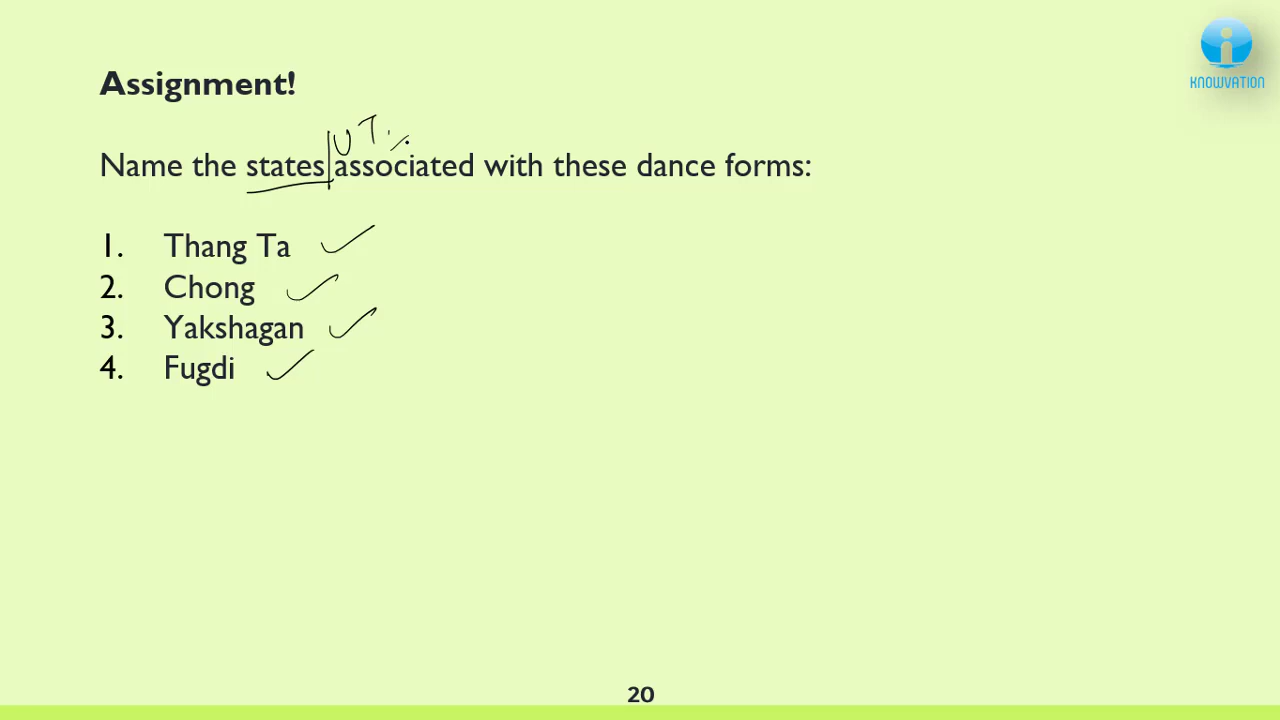 KNOWVATION
Assignment!
UT's
Name the states associated with these dance forms:
1. Thang Ta
2. Chong
3. Yakshagan
4. Fugdi
20